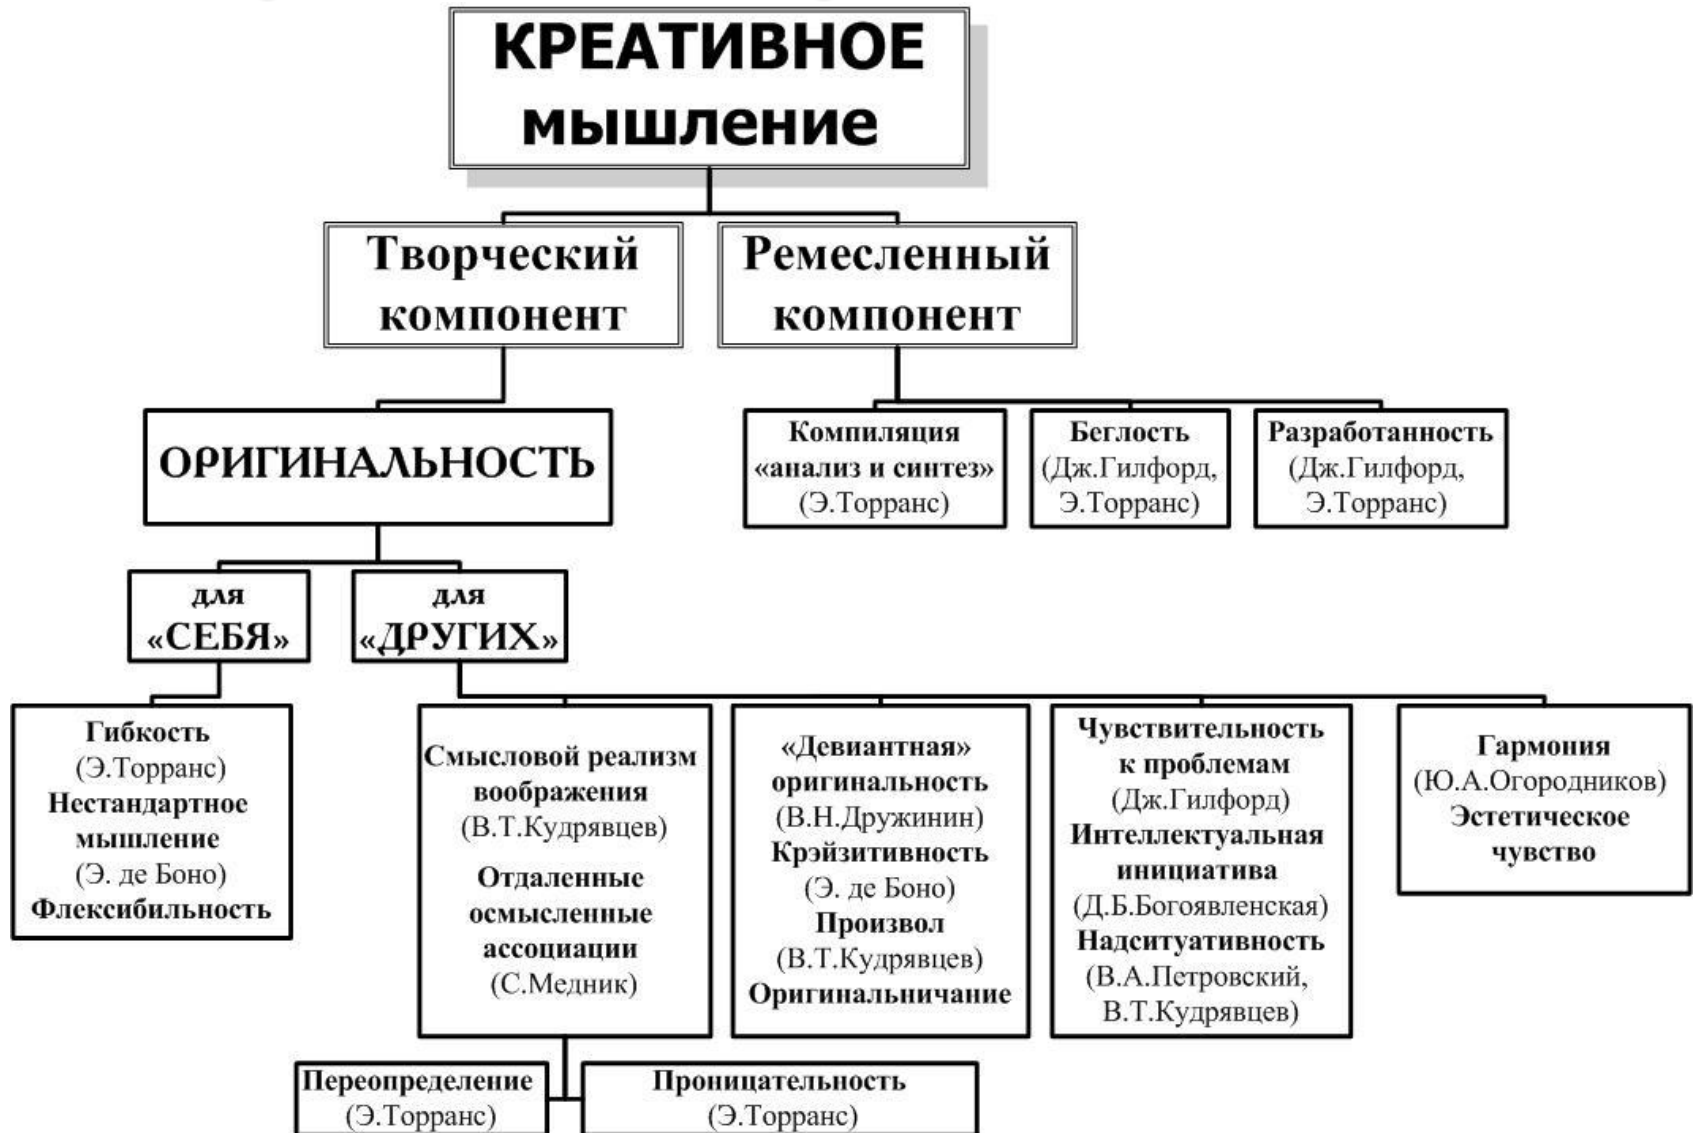 КРЕАТИВНОЕ
мышление
Творческий
компонент
Ремесленный
компонент
ОРИГИНАЛЬНОСТЬ
Компиляция
«анализ и синтез»
(Э.Торранс)
Беглость
(Дж.Гилфорд,
Э.Торранс)
Разработанность
(Дж.Гилфорд,
Э.Торранс)
для
«СЕБЯ»
для
«ДРУГИХ»
Гибкость
(Э.Торранс)
Нестандартное
мышление
(Э. де Боно)
Флексибильность
Смысловой реализм
воображения
(В.Т.Кудрявцев)
Отдаленные
осмысленные
ассоциации
(С.Медник)
«Девиантная»
оригинальность
(В.Н.Дружинин)
Крэйзитивность
(Э. де Боно)
Произвол
(В.Т.Кудрявцев)
Оригинальничание
Чувствительность
к проблемам
(Дж.Гилфорд)
Интеллектуальная
инициатива
(Д.Б.Богоявленская)
Надситуативность
(В.А.Петровский,
В.Т.Кудрявцев)
Гармония
(Ю.А.Огородников)
Эстетическое
чувство
Переопределение
(Э.Торранс)
Проницательность
(Э.Торранс)